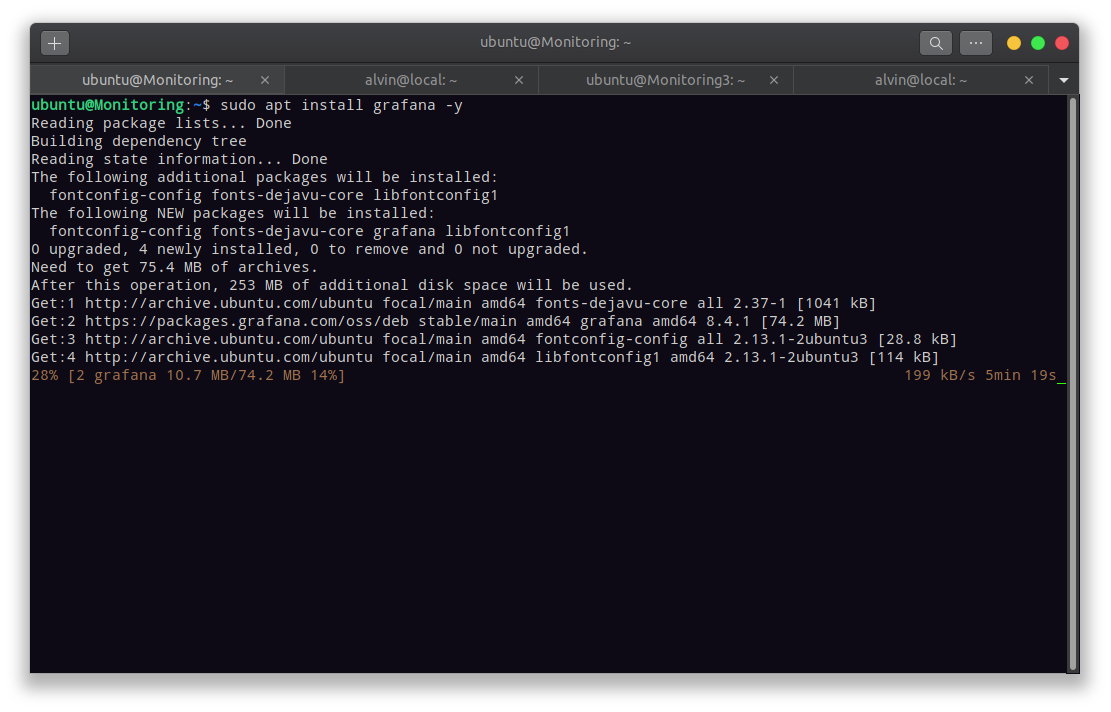 ubuntu@Monitoring: ~
ubuntu@Monitoring: ~ × alvin@local: ~ × ubuntu@Monitoring3: ~ × alvin@local: ~ ×
ubuntu@Monitoring:~$ sudo apt install grafana -y
Reading package lists... Done
Building dependency tree
Reading state information... Done
The following additional packages will be installed:
  fontconfig-config fonts-dejavu-core libfontconfig1
The following NEW packages will be installed:
  fontconfig-config fonts-dejavu-core grafana libfontconfig1
0 upgraded, 4 newly installed, 0 to remove and 0 not upgraded.
Need to get 75.4 MB of archives.
After this operation, 253 MB of additional disk space will be used.
Get:1 http://archive.ubuntu.com/ubuntu focal/main amd64 fonts-dejavu-core all 2.37-1 [1041 kB]
Get:2 https://packages.grafana.com/oss/deb stable/main amd64 grafana amd64 8.4.1 [74.2 MB]
Get:3 http://archive.ubuntu.com/ubuntu focal/main amd64 fontconfig-config all 2.13.1-2ubuntu3 [28.8 kB]
Get:4 http://archive.ubuntu.com/ubuntu focal/main amd64 libfontconfig1 amd64 2.13.1-2ubuntu3 [114 kB]
28% [2 grafana 10.7 MB/74.2 MB 14%] 199 kB/s 5min 19s_